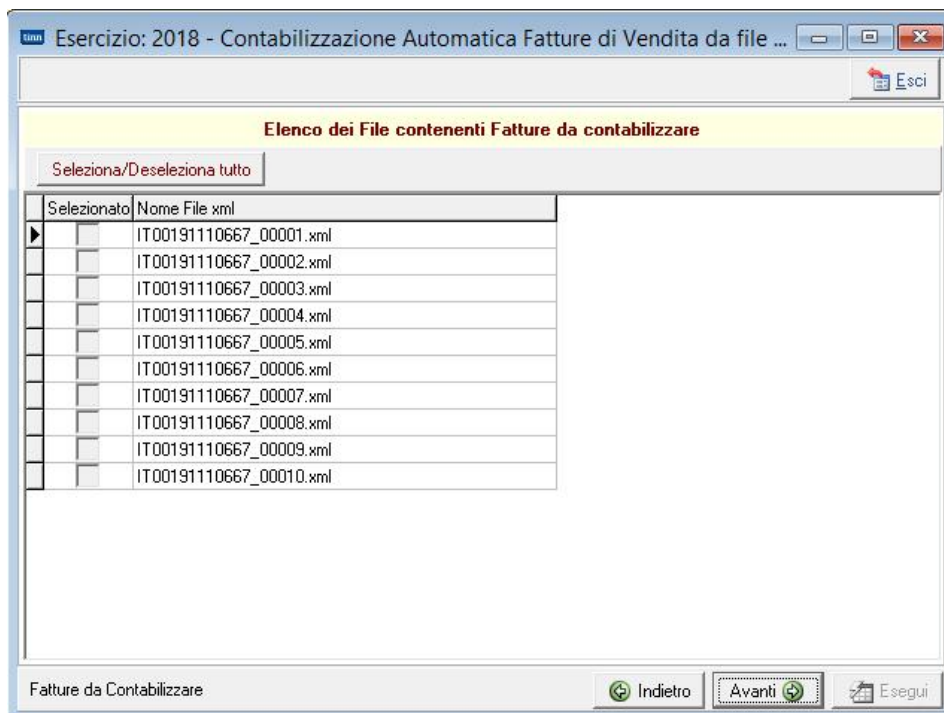 tinn Esercizio: 2018 - Contabilizzazione Automatica Fatture di Vendita da file ...
Esci
Elenco dei File contenenti Fatture da contabilizzare
Seleziona/Deseleziona tutto
Selezionato Nome File xml
IT00191110667_00001.xml
IT00191110667_00002.xml
IT00191110667_00003.xml
IT00191110667_00004.xml
IT00191110667_00005.xml
IT00191110667_00006.xml
IT00191110667_00007.xml
IT00191110667_00008.xml
IT00191110667_00009.xml
IT00191110667_00010.xml
Fatture da Contabilizzare Indietro Avanti Esegui